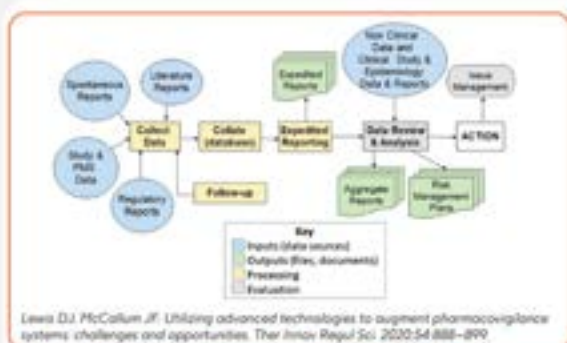 Spontaneous
Reports
Literature
Reports
Study & PMS
Data
Regulatory
Reports
Collect
Data
Collate
(database)
Follow-up
Expedited
Reports
Expedited
Reporting
Non Clinical
Data and
Clinical Study &
Epidemiology
Data & Reports
Data Review
& Analysis
Aggregate
Reports
Risk
Management
Plans
Issue
Management
ACTION
Key
Inputs (data sources)
Outputs (files, documents)
Processing
Evaluation
Lewis DJ, McCallum JF. Utilizing advanced technologies to augment pharmacovigilance
systems: challenges and opportunities. Ther Innov Regul Sci. 2020;54:888–899